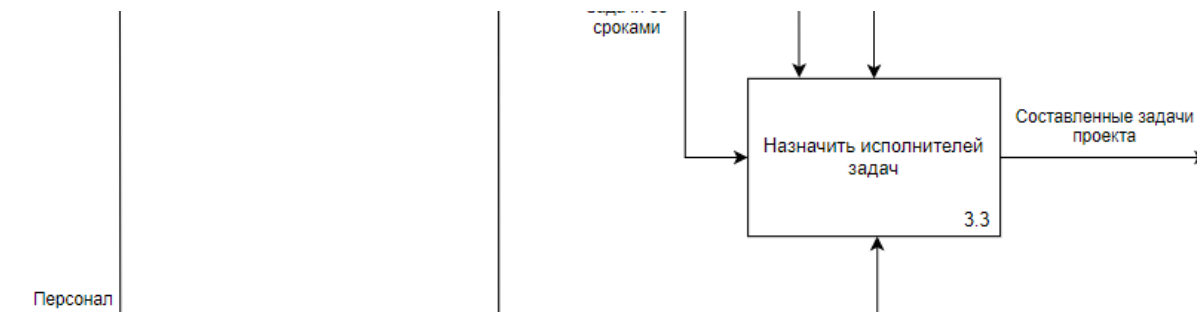 сроками
Назначить исполнителей
задач
3.3
Составленные задачи
проекта
Персонал